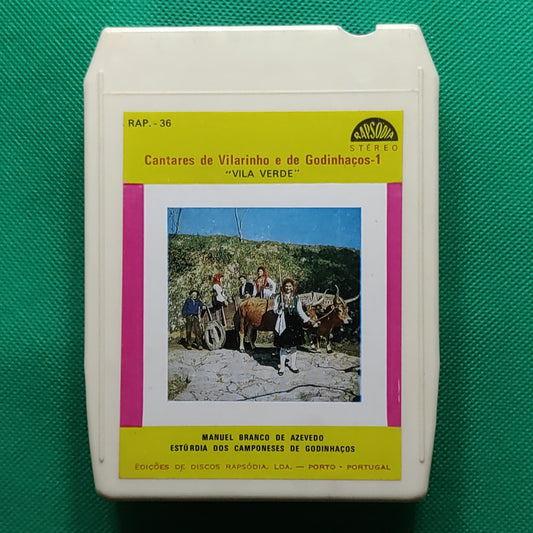 RAP. - 36
RAPSÓDIA
STÉREO
Cantares de Vilarinho e de Godinhaços-1
"VILA VERDE"
MANUEL BRANCO DE AZEVEDO
ESTÚRDIA DOS CAMPONESES DE GODINHAÇOS
EDIÇÕES DE DISCOS RAPSÓDIA, LDA. — PORTO - PORTUGAL